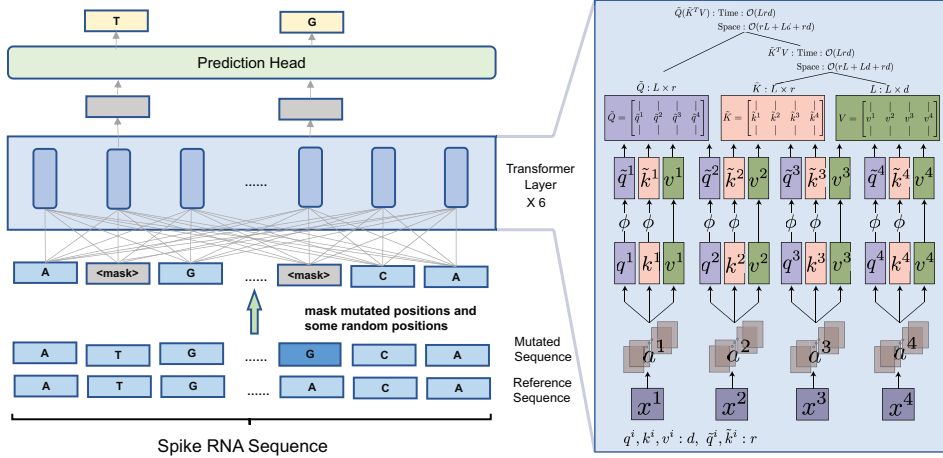 T G
Prediction Head
Transformer
Layer
X 6
......
A <mask> G ...... <mask> C A
mask mutated positions and
some random positions
A T G ...... G C A
Mutated
Sequence
A T G ...... A C A
Reference
Sequence
Spike RNA Sequence
Q̃(K̃ᵀV) : Time : 𝒪(Lrd)
Space : 𝒪(rL + Ld + rd)
K̃ᵀV : Time : 𝒪(Lrd)
Space : 𝒪(rL + Ld + rd)
Q̃ : L × r K̃ : L × r L : L × d
Q̃ = [q̃¹ q̃² q̃³ q̃⁴] K̃ = [k̃¹ k̃² k̃³ k̃⁴] V = [v¹ v² v³ v⁴]
q̃¹ k̃¹ v¹ q̃² k̃² v² q̃³ k̃³ v³ q̃⁴ k̃⁴ v⁴
ϕ ϕ ϕ ϕ ϕ ϕ ϕ ϕ
q¹ k¹ v¹ q² k² v² q³ k³ v³ q⁴ k⁴ v⁴
a¹ a² a³ a⁴
x¹ x² x³ x⁴
qⁱ, kⁱ, vⁱ : d, q̃ⁱ, k̃ⁱ : r